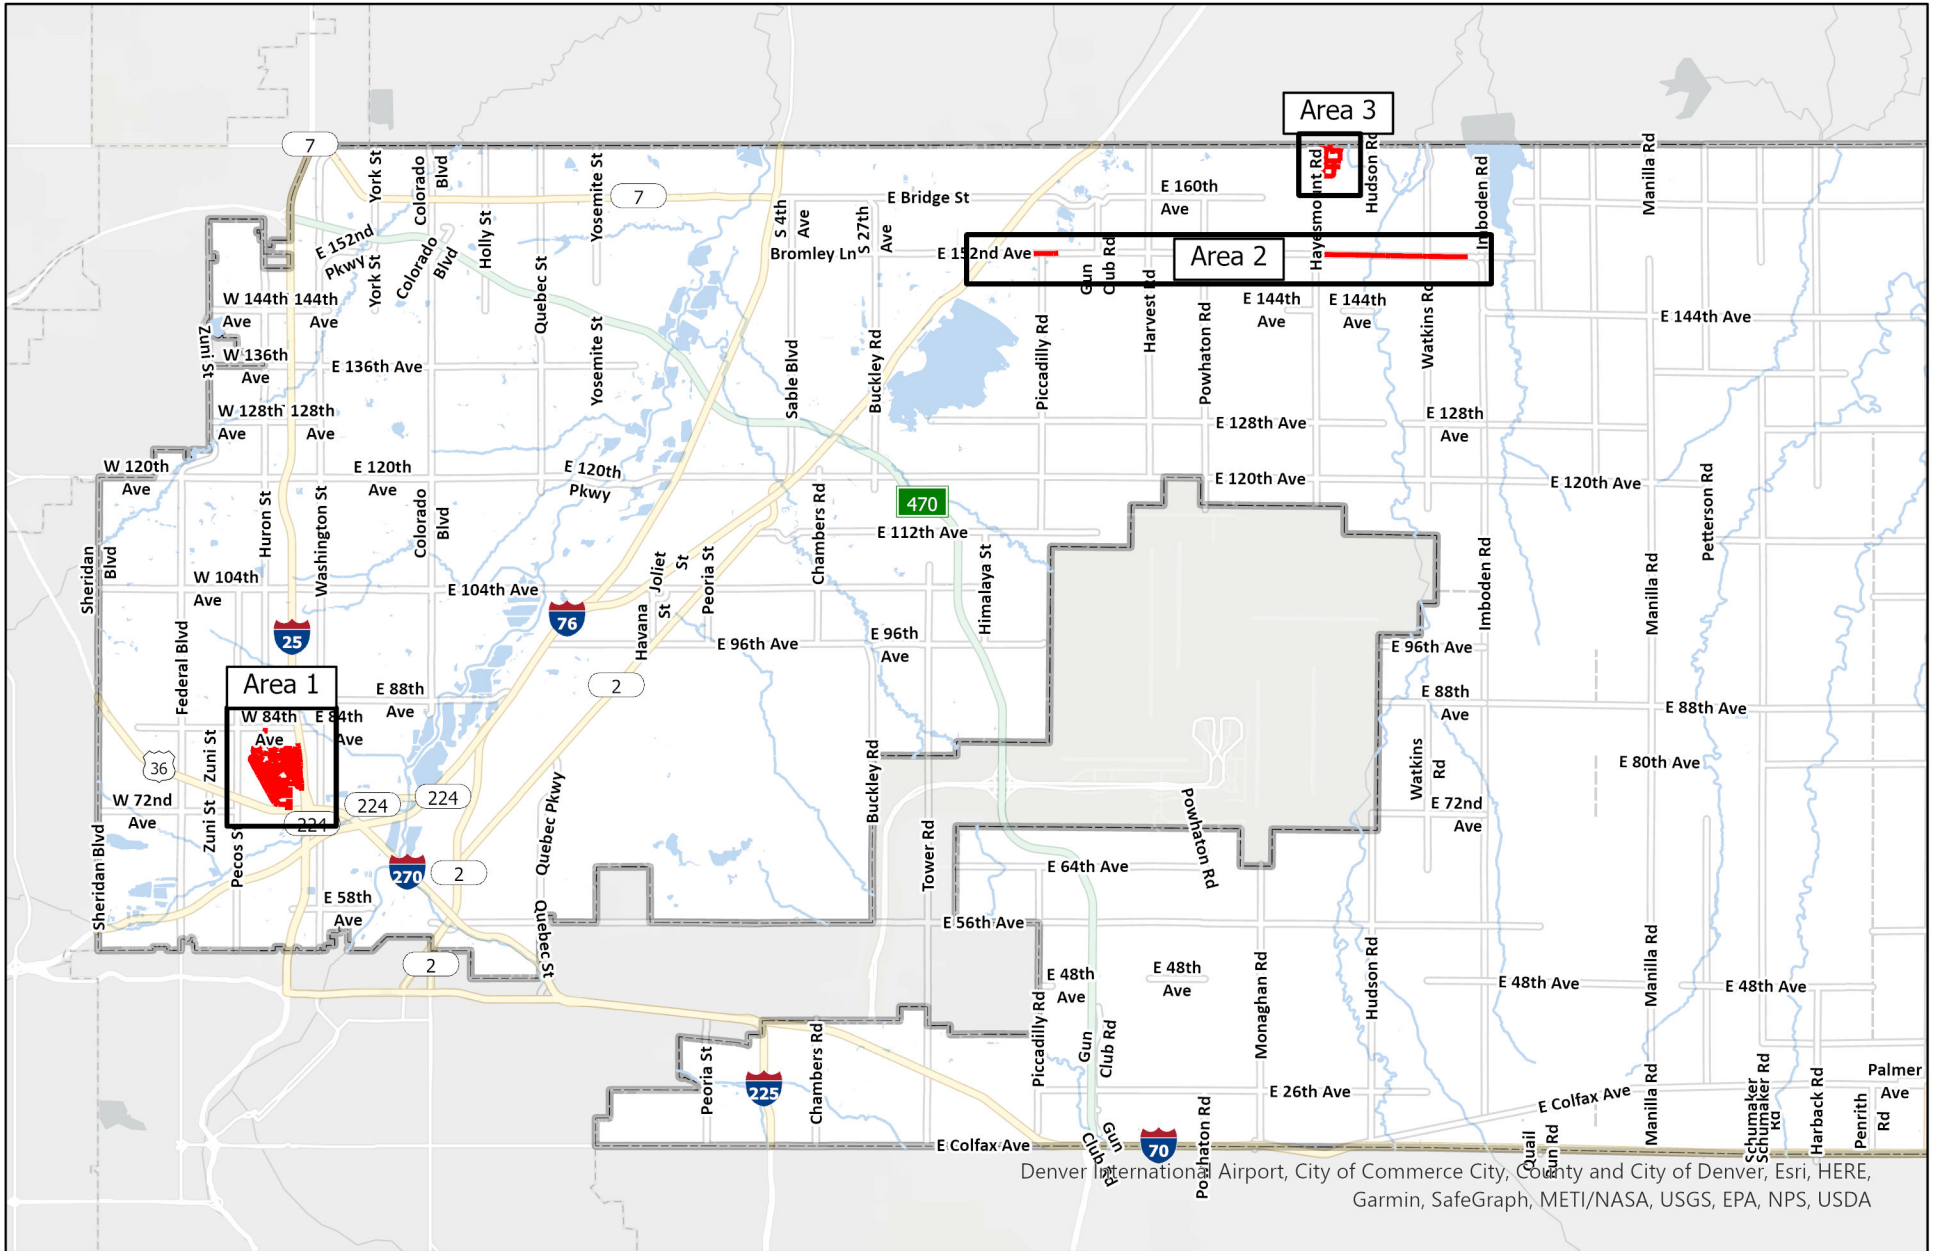 Area 3
7
York St
Colorado
Blvd
Holly St
Yosemite St
7
S 4th
Ave
S 27th
Ave
E Bridge St
E 160th
Ave
Hayesmount Rd
Hudson Rd
Imboden Rd
Manilla Rd
E 152nd
Pkwy
York St
Colorado
Blvd
Quebec St
Bromley Ln
E 152nd Ave
Gun
Club Rd
Area 2
W 144th
Ave
144th
Ave
Zuni St
W 136th
Ave
E 136th Ave
Yosemite St
Sable Blvd
Buckley Rd
Piccadilly Rd
Harvest Rd
Powhaton Rd
E 144th
Ave
E 144th
Ave
Watkins Rd
E 144th Ave
W 128th
Ave
128th
Ave
E 128th Ave
E 128th
Ave
W 120th
Ave
E 120th
Ave
E 120th
Pkwy
E 120th Ave
E 120th Ave
Petterson Rd
470
Huron St
Washington St
Colorado
Blvd
Chambers Rd
E 112th Ave
Sheridan
Blvd
W 104th
Ave
E 104th Ave
Joliet
St
Peoria St
Himalaya St
Imboden Rd
Manilla Rd
25
76
Havana
St
E 96th Ave
E 96th
Ave
E 96th Ave
Federal Blvd
Area 1
E 88th
Ave
2
E 88th
Ave
E 88th Ave
W 84th
Ave
E 84th
Ave
Zuni St
36
E 80th Ave
Watkins
Rd
W 72nd
Ave
224
224
224
Zuni St
Pecos St
Quebec Pkwy
Buckley Rd
Tower Rd
Powhaton Rd
E 72nd
Ave
Sheridan Blvd
270
2
E 64th Ave
E 58th
Ave
Quebec St
E 56th Ave
2
E 48th
Ave
E 48th
Ave
Monaghan Rd
Hudson Rd
E 48th Ave
Manilla Rd
E 48th Ave
Piccadilly Rd
Gun
Club Rd
Peoria St
225
Chambers Rd
E 26th Ave
E Colfax Ave
Manilla Rd
Schumaker
Rd
Schumaker Rd
Harback Rd
Penrith
Rd
Palmer
Ave
E Colfax Ave
Gun
Club Rd
70
Powhaton Rd
Quail
Run Rd
Denver International Airport, City of Commerce City, County and City of Denver, Esri, HERE,
Garmin, SafeGraph, METI/NASA, USGS, EPA, NPS, USDA